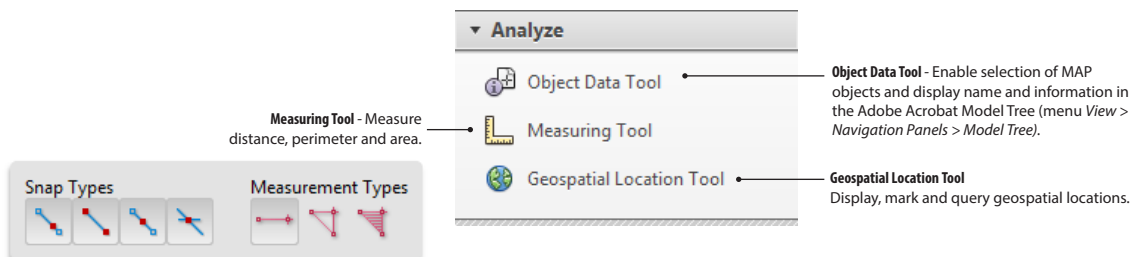 Analyze
Object Data Tool
Measuring Tool
Geospatial Location Tool
Object Data Tool - Enable selection of MAP
objects and display name and information in
the Adobe Acrobat Model Tree (menu View >
Navigation Panels > Model Tree).
Measuring Tool - Measure
distance, perimeter and area.
Geospatial Location Tool
Display, mark and query geospatial locations.
Snap Types
Measurement Types